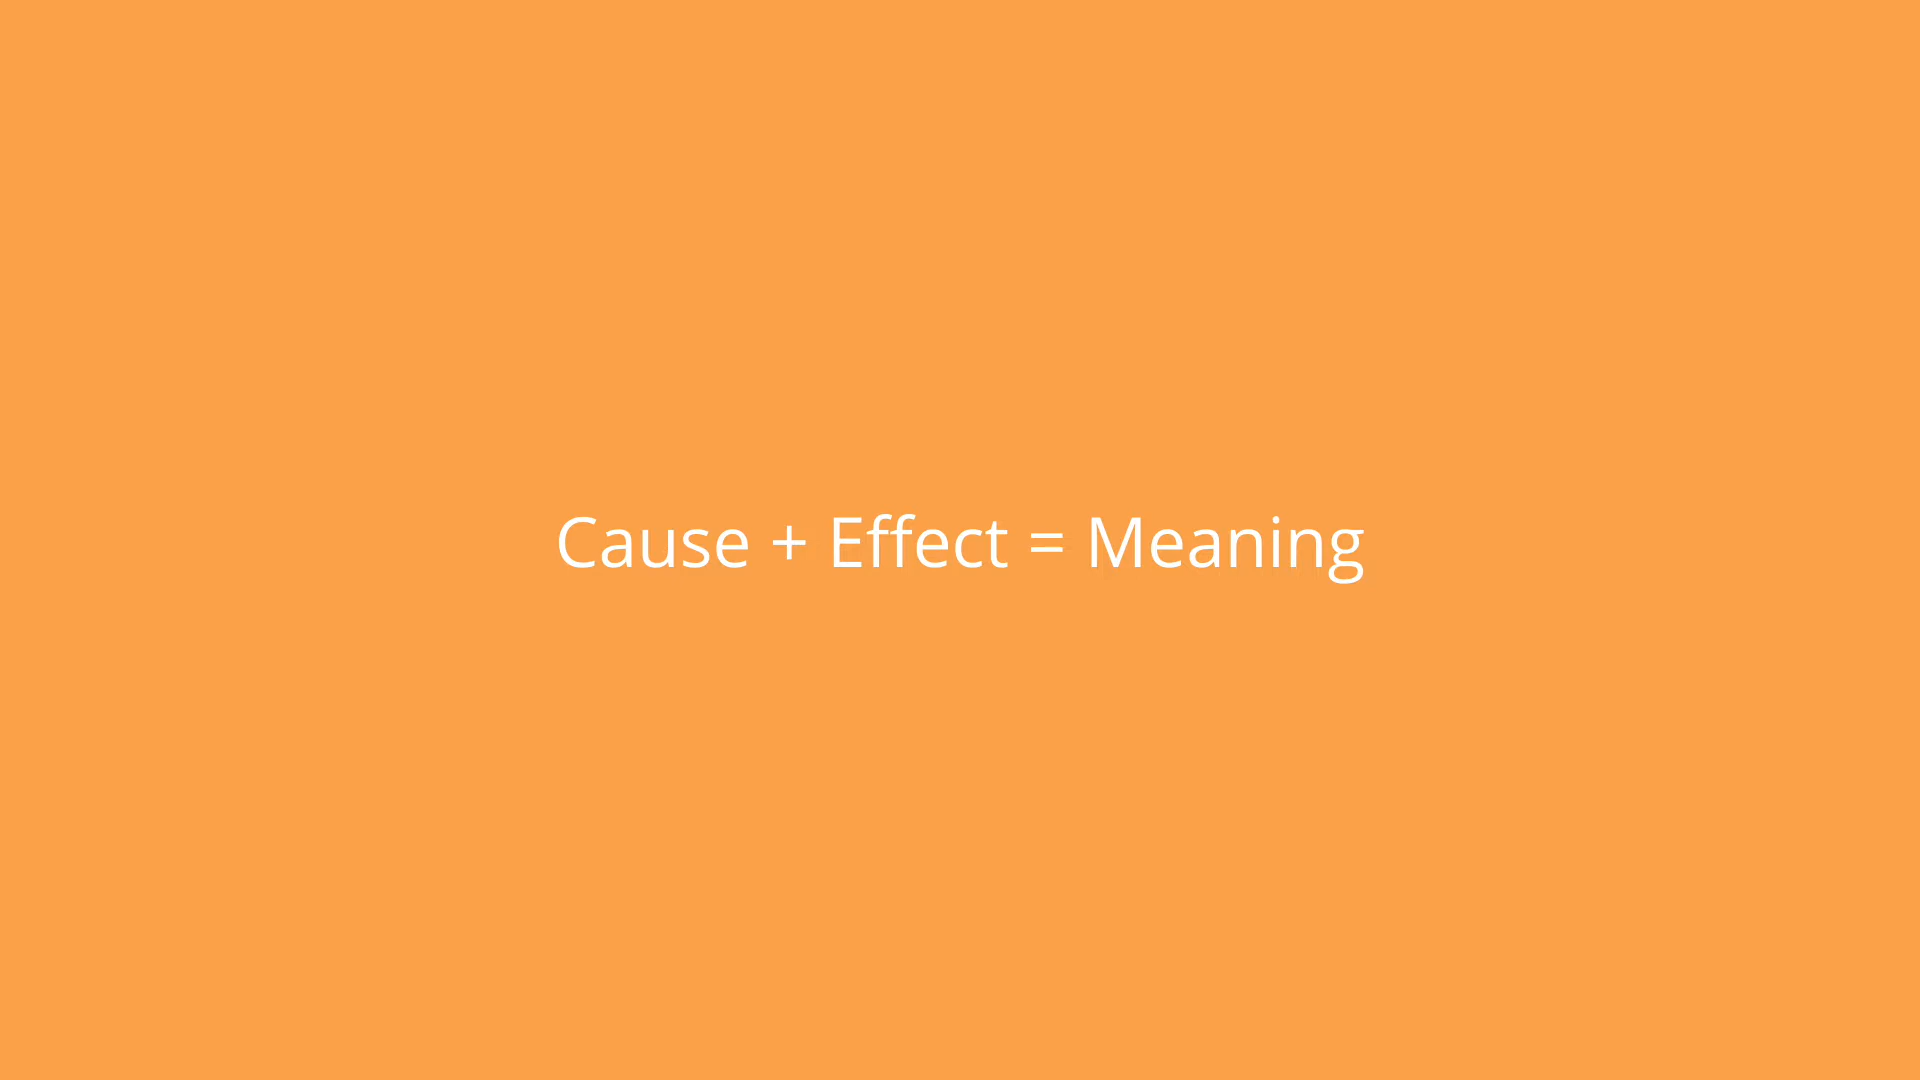 Cause + Effect = Meaning